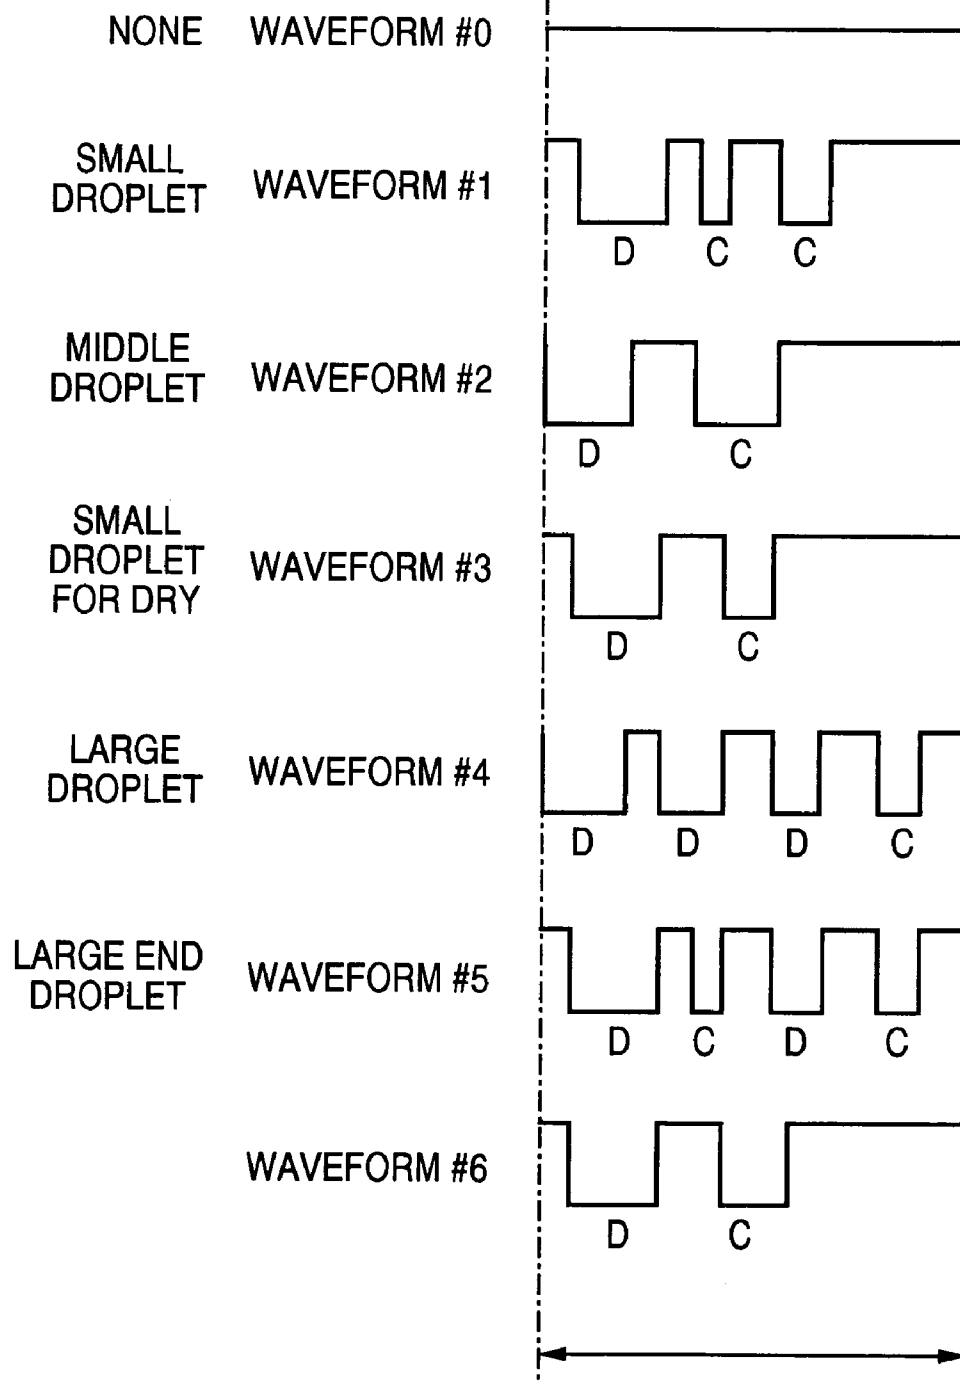 NONE WAVEFORM #0
SMALL
DROPLET WAVEFORM #1
D C C
MIDDLE
DROPLET WAVEFORM #2
D C
SMALL
DROPLET
FOR DRY WAVEFORM #3
D C
LARGE
DROPLET WAVEFORM #4
D D D C
LARGE END
DROPLET WAVEFORM #5
D C D C
WAVEFORM #6
D C